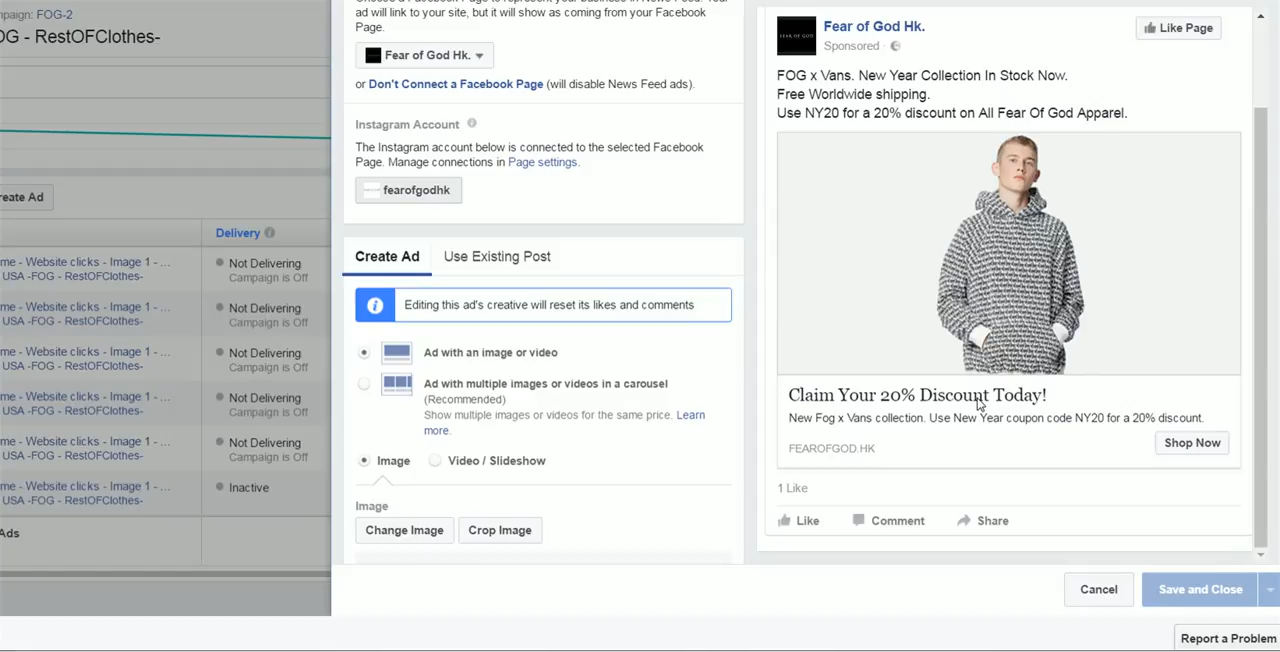 mpaign: FOG-2
OG - RestOFClothes-
reate Ad
Delivery
me - Website clicks - Image 1 - ...
USA -FOG - RestOFClothes-
Not Delivering
Campaign is Off
me - Website clicks - Image 1 - ...
USA -FOG - RestOFClothes-
Not Delivering
Campaign is Off
me - Website clicks - Image 1 - ...
USA -FOG - RestOFClothes-
Not Delivering
Campaign is Off
me - Website clicks - Image 1 - ...
USA -FOG - RestOFClothes-
Not Delivering
Campaign is Off
me - Website clicks - Image 1 - ...
USA -FOG - RestOFClothes-
Not Delivering
Campaign is Off
me - Website clicks - Image 1 - ...
USA -FOG - RestOFClothes-
Inactive
Ads
ad will link to your site, but it will show as coming from your Facebook
Page.
Fear of God Hk.
or Don't Connect a Facebook Page (will disable News Feed ads).
Instagram Account
The Instagram account below is connected to the selected Facebook
Page. Manage connections in Page settings.
fearofgodhk
Create Ad
Use Existing Post
Editing this ad's creative will reset its likes and comments
Ad with an image or video
Ad with multiple images or videos in a carousel
(Recommended)
Show multiple images or videos for the same price. Learn
more.
Image
Video / Slideshow
Image
Change Image
Crop Image
FEAR OF GOD
Fear of God Hk.
Sponsored ·
Like Page
FOG x Vans. New Year Collection In Stock Now.
Free Worldwide shipping.
Use NY20 for a 20% discount on All Fear Of God Apparel.
Claim Your 20% Discount Today!
New Fog x Vans collection. Use New Year coupon code NY20 for a 20% discount.
FEAROFGOD.HK
Shop Now
1 Like
Like
Comment
Share
Cancel
Save and Close
Report a Problem